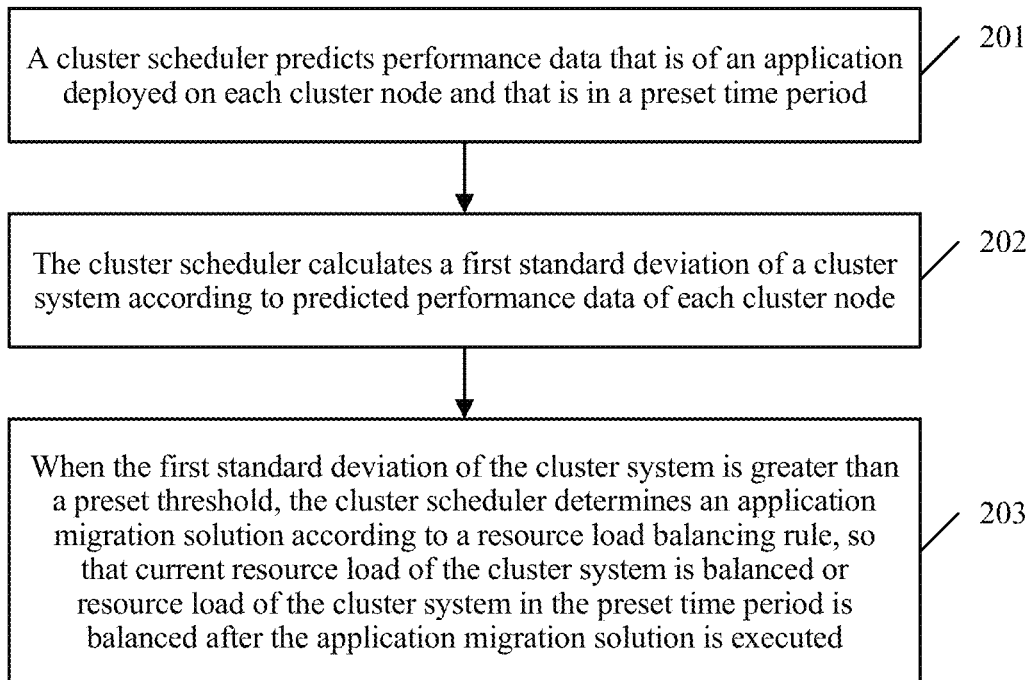 A cluster scheduler predicts performance data that is of an application
deployed on each cluster node and that is in a preset time period
201
The cluster scheduler calculates a first standard deviation of a cluster
system according to predicted performance data of each cluster node
202
When the first standard deviation of the cluster system is greater than
a preset threshold, the cluster scheduler determines an application
migration solution according to a resource load balancing rule, so
that current resource load of the cluster system is balanced or
resource load of the cluster system in the preset time period is
balanced after the application migration solution is executed
203